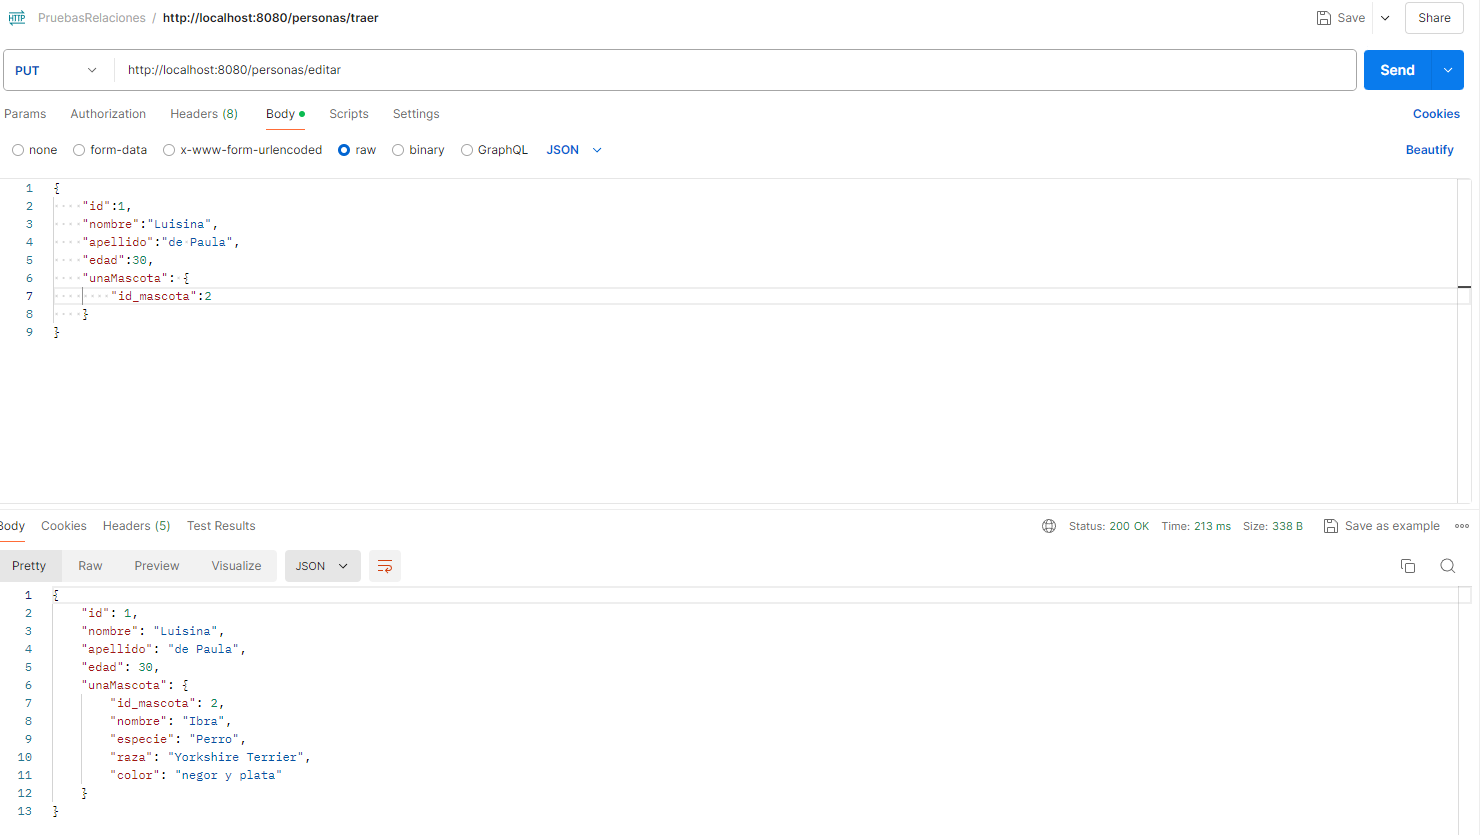 HTTP PruebasRelaciones / http://localhost:8080/personas/traer Save Share
PUT http://localhost:8080/personas/editar Send
Params Authorization Headers (8) Body Scripts Settings Cookies
none form-data x-www-form-urlencoded raw binary GraphQL JSON Beautify
1 {
2 "id":1,
3 "nombre":"Luisina",
4 "apellido":"de Paula",
5 "edad":30,
6 "unaMascota": {
7 "id_mascota":2
8 }
9 }
Body Cookies Headers (5) Test Results Status: 200 OK Time: 213 ms Size: 338 B Save as example
Pretty Raw Preview Visualize JSON
1 {
2 "id": 1,
3 "nombre": "Luisina",
4 "apellido": "de Paula",
5 "edad": 30,
6 "unaMascota": {
7 "id_mascota": 2,
8 "nombre": "Ibra",
9 "especie": "Perro",
10 "raza": "Yorkshire Terrier",
11 "color": "negor y plata"
12 }
13 }